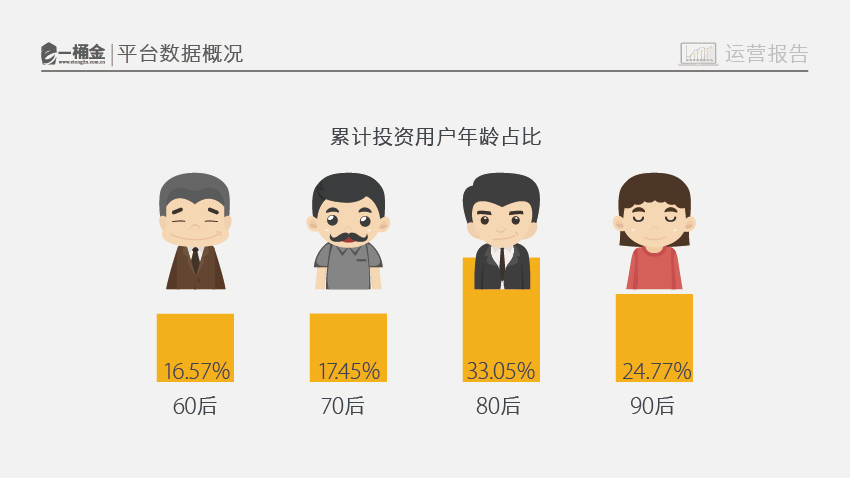 一桶金
平台数据概况
运营报告
累计投资用户年龄占比
16.57%
17.45%
33.05%
24.77%
60后
70后
80后
90后